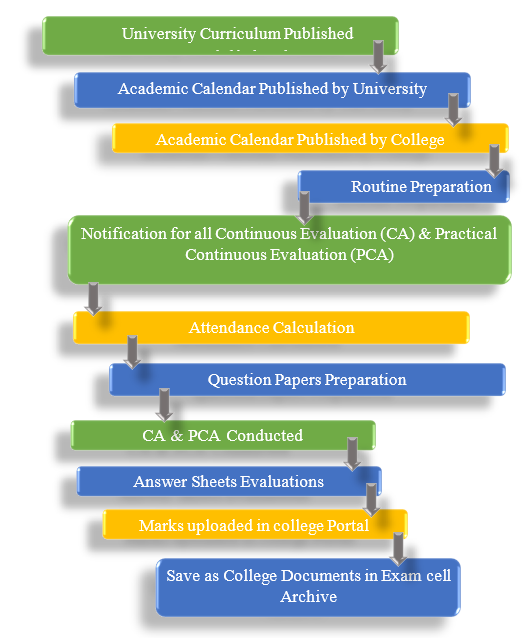 University Curriculum Published
Academic Calendar Published by University
Academic Calendar Published by College
Routine Preparation
Notification for all Continuous Evaluation (CA) & Practical
Continuous Evaluation (PCA)
Attendance Calculation
Question Papers Preparation
CA & PCA Conducted
Answer Sheets Evaluations
Marks uploaded in college Portal
Save as College Documents in Exam cell
Archive